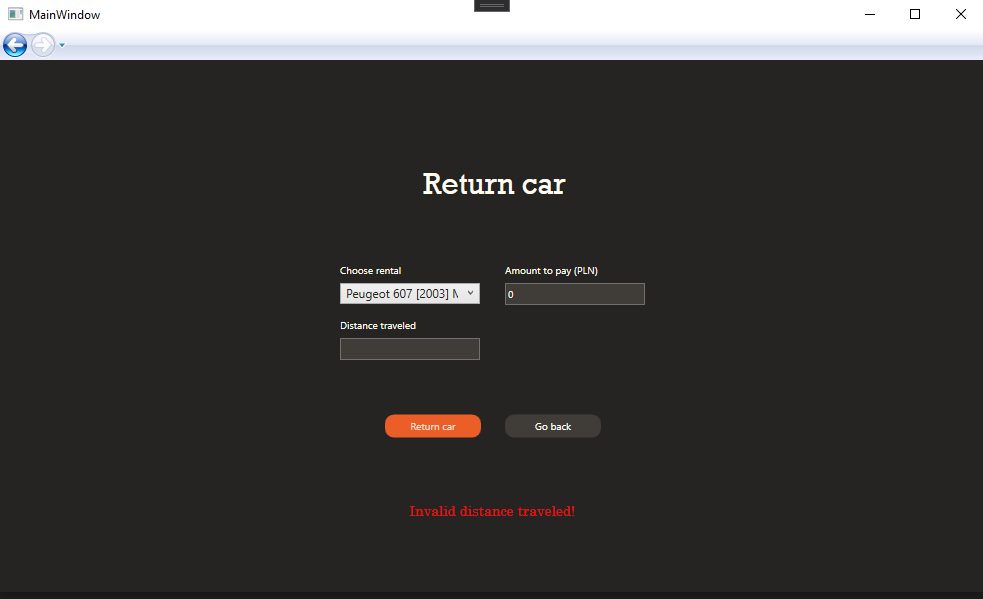 MainWindow
Return car
Choose rental
Amount to pay (PLN)
Peugeot 607 [2003]
0
Distance traveled
Return car
Go back
Invalid distance traveled!